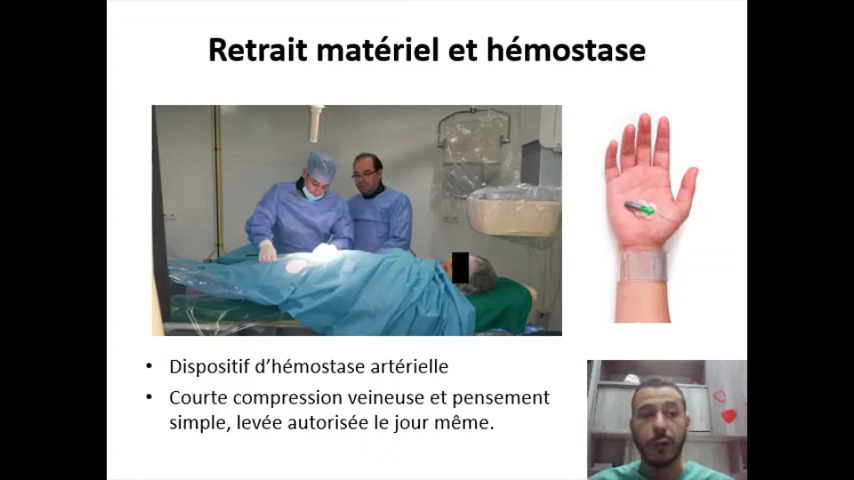 Retrait matériel et hémostase
• Dispositif d’hémostase artérielle
• Courte compression veineuse et pensement
simple, levée autorisée le jour même.